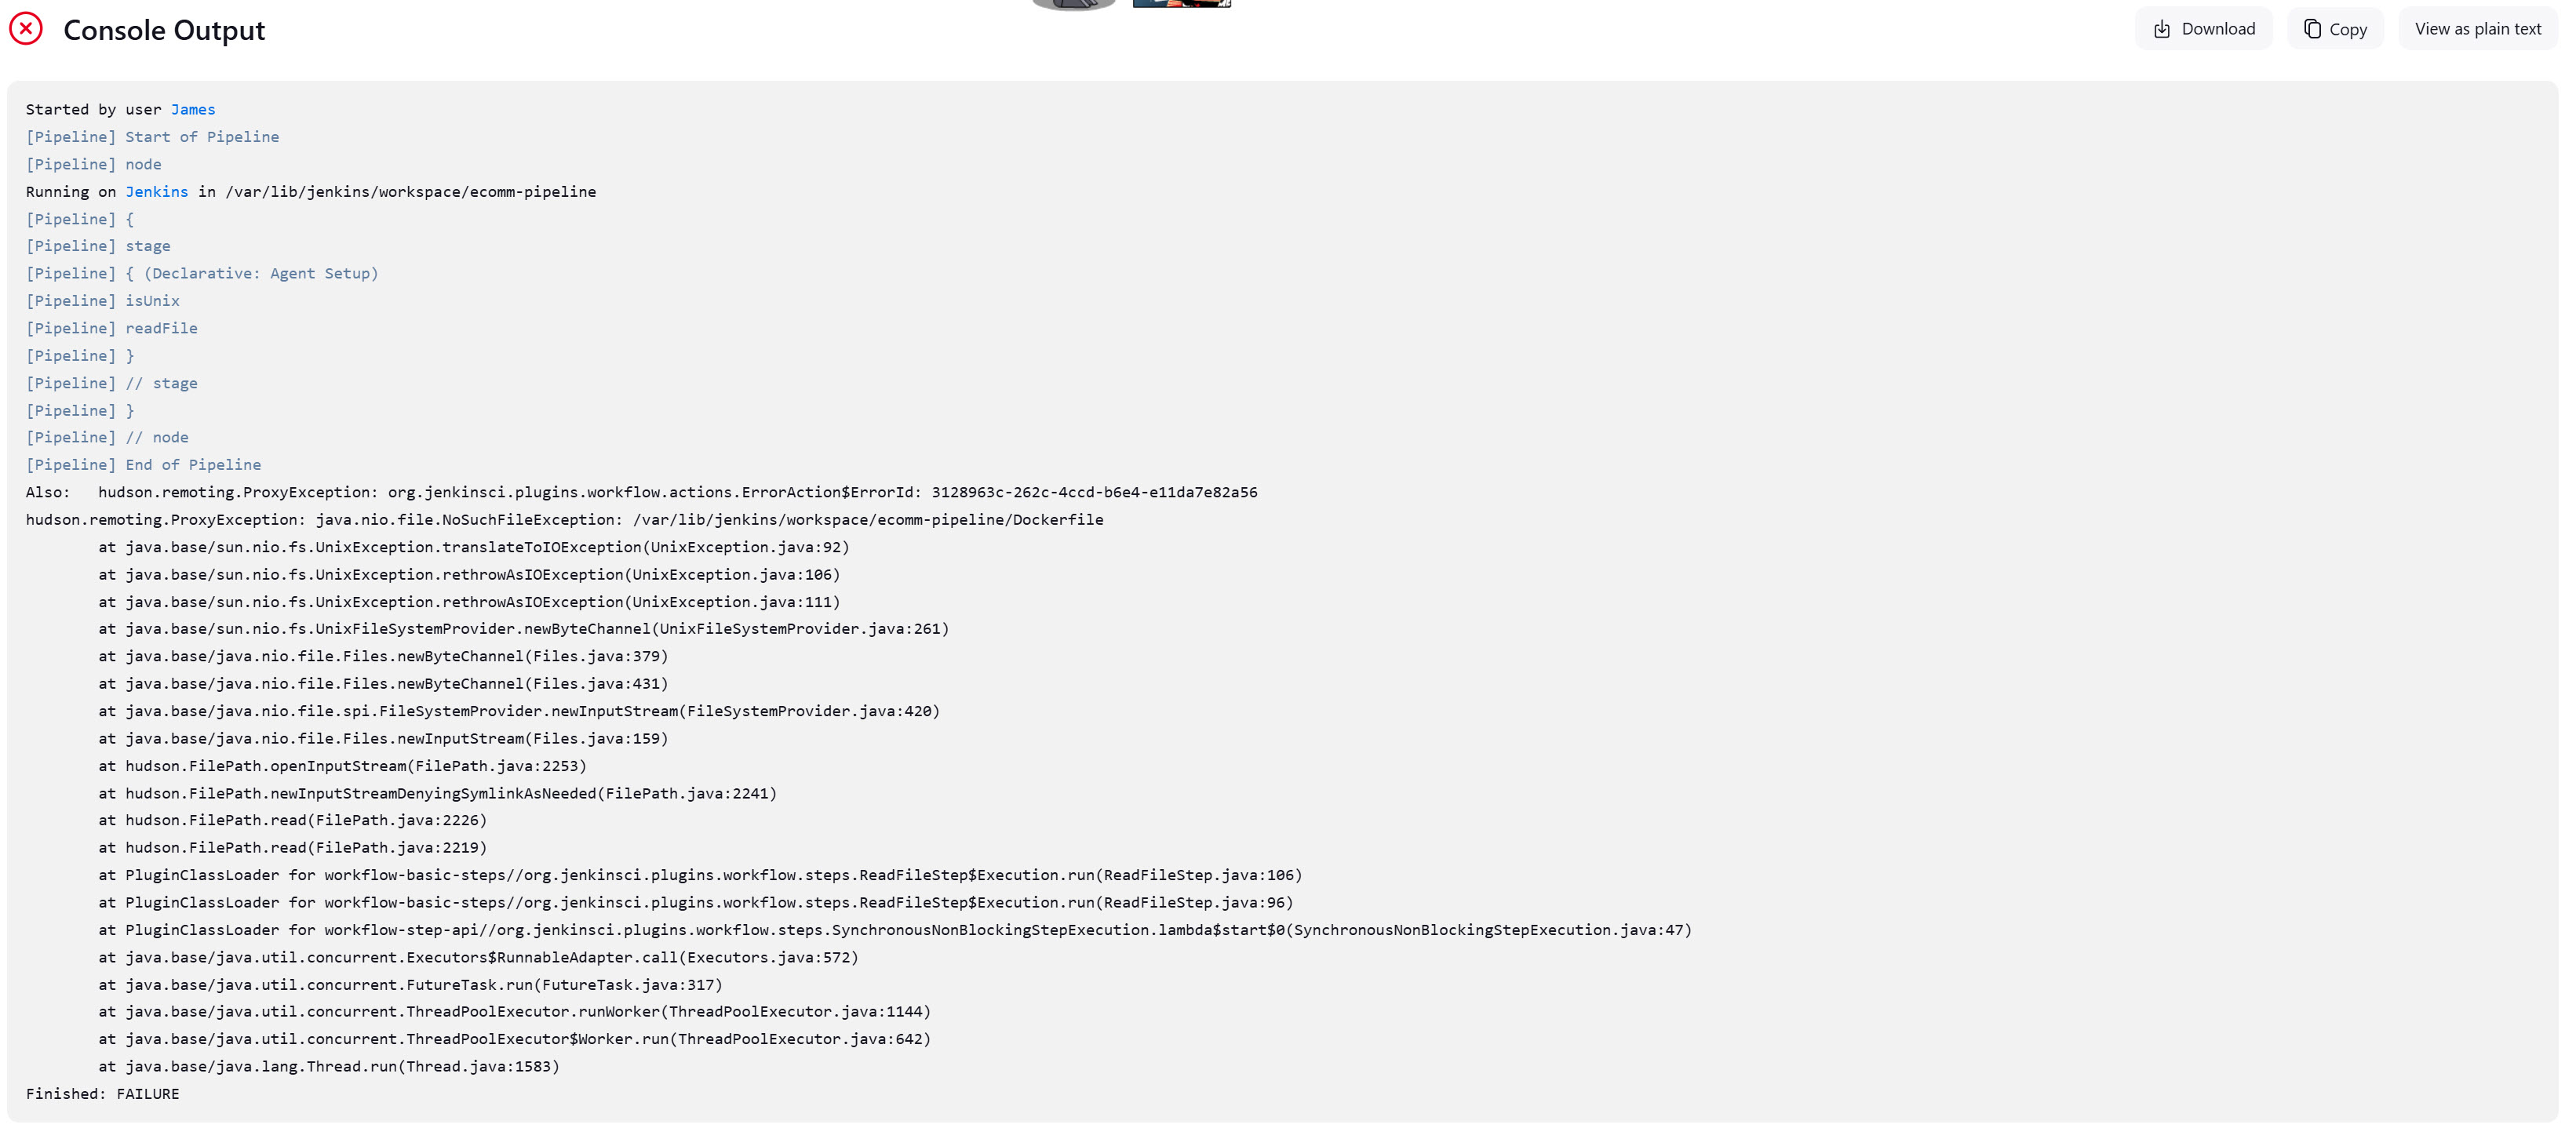 Console Output
Download
Copy
View as plain text
Started by user James
[Pipeline] Start of Pipeline
[Pipeline] node
Running on Jenkins in /var/lib/jenkins/workspace/ecomm-pipeline
[Pipeline] {
[Pipeline] stage
[Pipeline] { (Declarative: Agent Setup)
[Pipeline] isUnix
[Pipeline] readFile
[Pipeline] }
[Pipeline] // stage
[Pipeline] }
[Pipeline] // node
[Pipeline] End of Pipeline
Also:   hudson.remoting.ProxyException: org.jenkinsci.plugins.workflow.actions.ErrorAction$ErrorId: 3128963c-262c-4ccd-b6e4-e11da7e82a56
hudson.remoting.ProxyException: java.nio.file.NoSuchFileException: /var/lib/jenkins/workspace/ecomm-pipeline/Dockerfile
	at java.base/sun.nio.fs.UnixException.translateToIOException(UnixException.java:92)
	at java.base/sun.nio.fs.UnixException.rethrowAsIOException(UnixException.java:106)
	at java.base/sun.nio.fs.UnixException.rethrowAsIOException(UnixException.java:111)
	at java.base/sun.nio.fs.UnixFileSystemProvider.newByteChannel(UnixFileSystemProvider.java:261)
	at java.base/java.nio.file.Files.newByteChannel(Files.java:379)
	at java.base/java.nio.file.Files.newByteChannel(Files.java:431)
	at java.base/java.nio.file.spi.FileSystemProvider.newInputStream(FileSystemProvider.java:420)
	at java.base/java.nio.file.Files.newInputStream(Files.java:159)
	at hudson.FilePath.openInputStream(FilePath.java:2253)
	at hudson.FilePath.newInputStreamDenyingSymlinkAsNeeded(FilePath.java:2241)
	at hudson.FilePath.read(FilePath.java:2226)
	at hudson.FilePath.read(FilePath.java:2219)
	at PluginClassLoader for workflow-basic-steps//org.jenkinsci.plugins.workflow.steps.ReadFileStep$Execution.run(ReadFileStep.java:106)
	at PluginClassLoader for workflow-basic-steps//org.jenkinsci.plugins.workflow.steps.ReadFileStep$Execution.run(ReadFileStep.java:96)
	at PluginClassLoader for workflow-step-api//org.jenkinsci.plugins.workflow.steps.SynchronousNonBlockingStepExecution.lambda$start$0(SynchronousNonBlockingStepExecution.java:47)
	at java.base/java.util.concurrent.Executors$RunnableAdapter.call(Executors.java:572)
	at java.base/java.util.concurrent.FutureTask.run(FutureTask.java:317)
	at java.base/java.util.concurrent.ThreadPoolExecutor.runWorker(ThreadPoolExecutor.java:1144)
	at java.base/java.util.concurrent.ThreadPoolExecutor$Worker.run(ThreadPoolExecutor.java:642)
	at java.base/java.lang.Thread.run(Thread.java:1583)
Finished: FAILURE